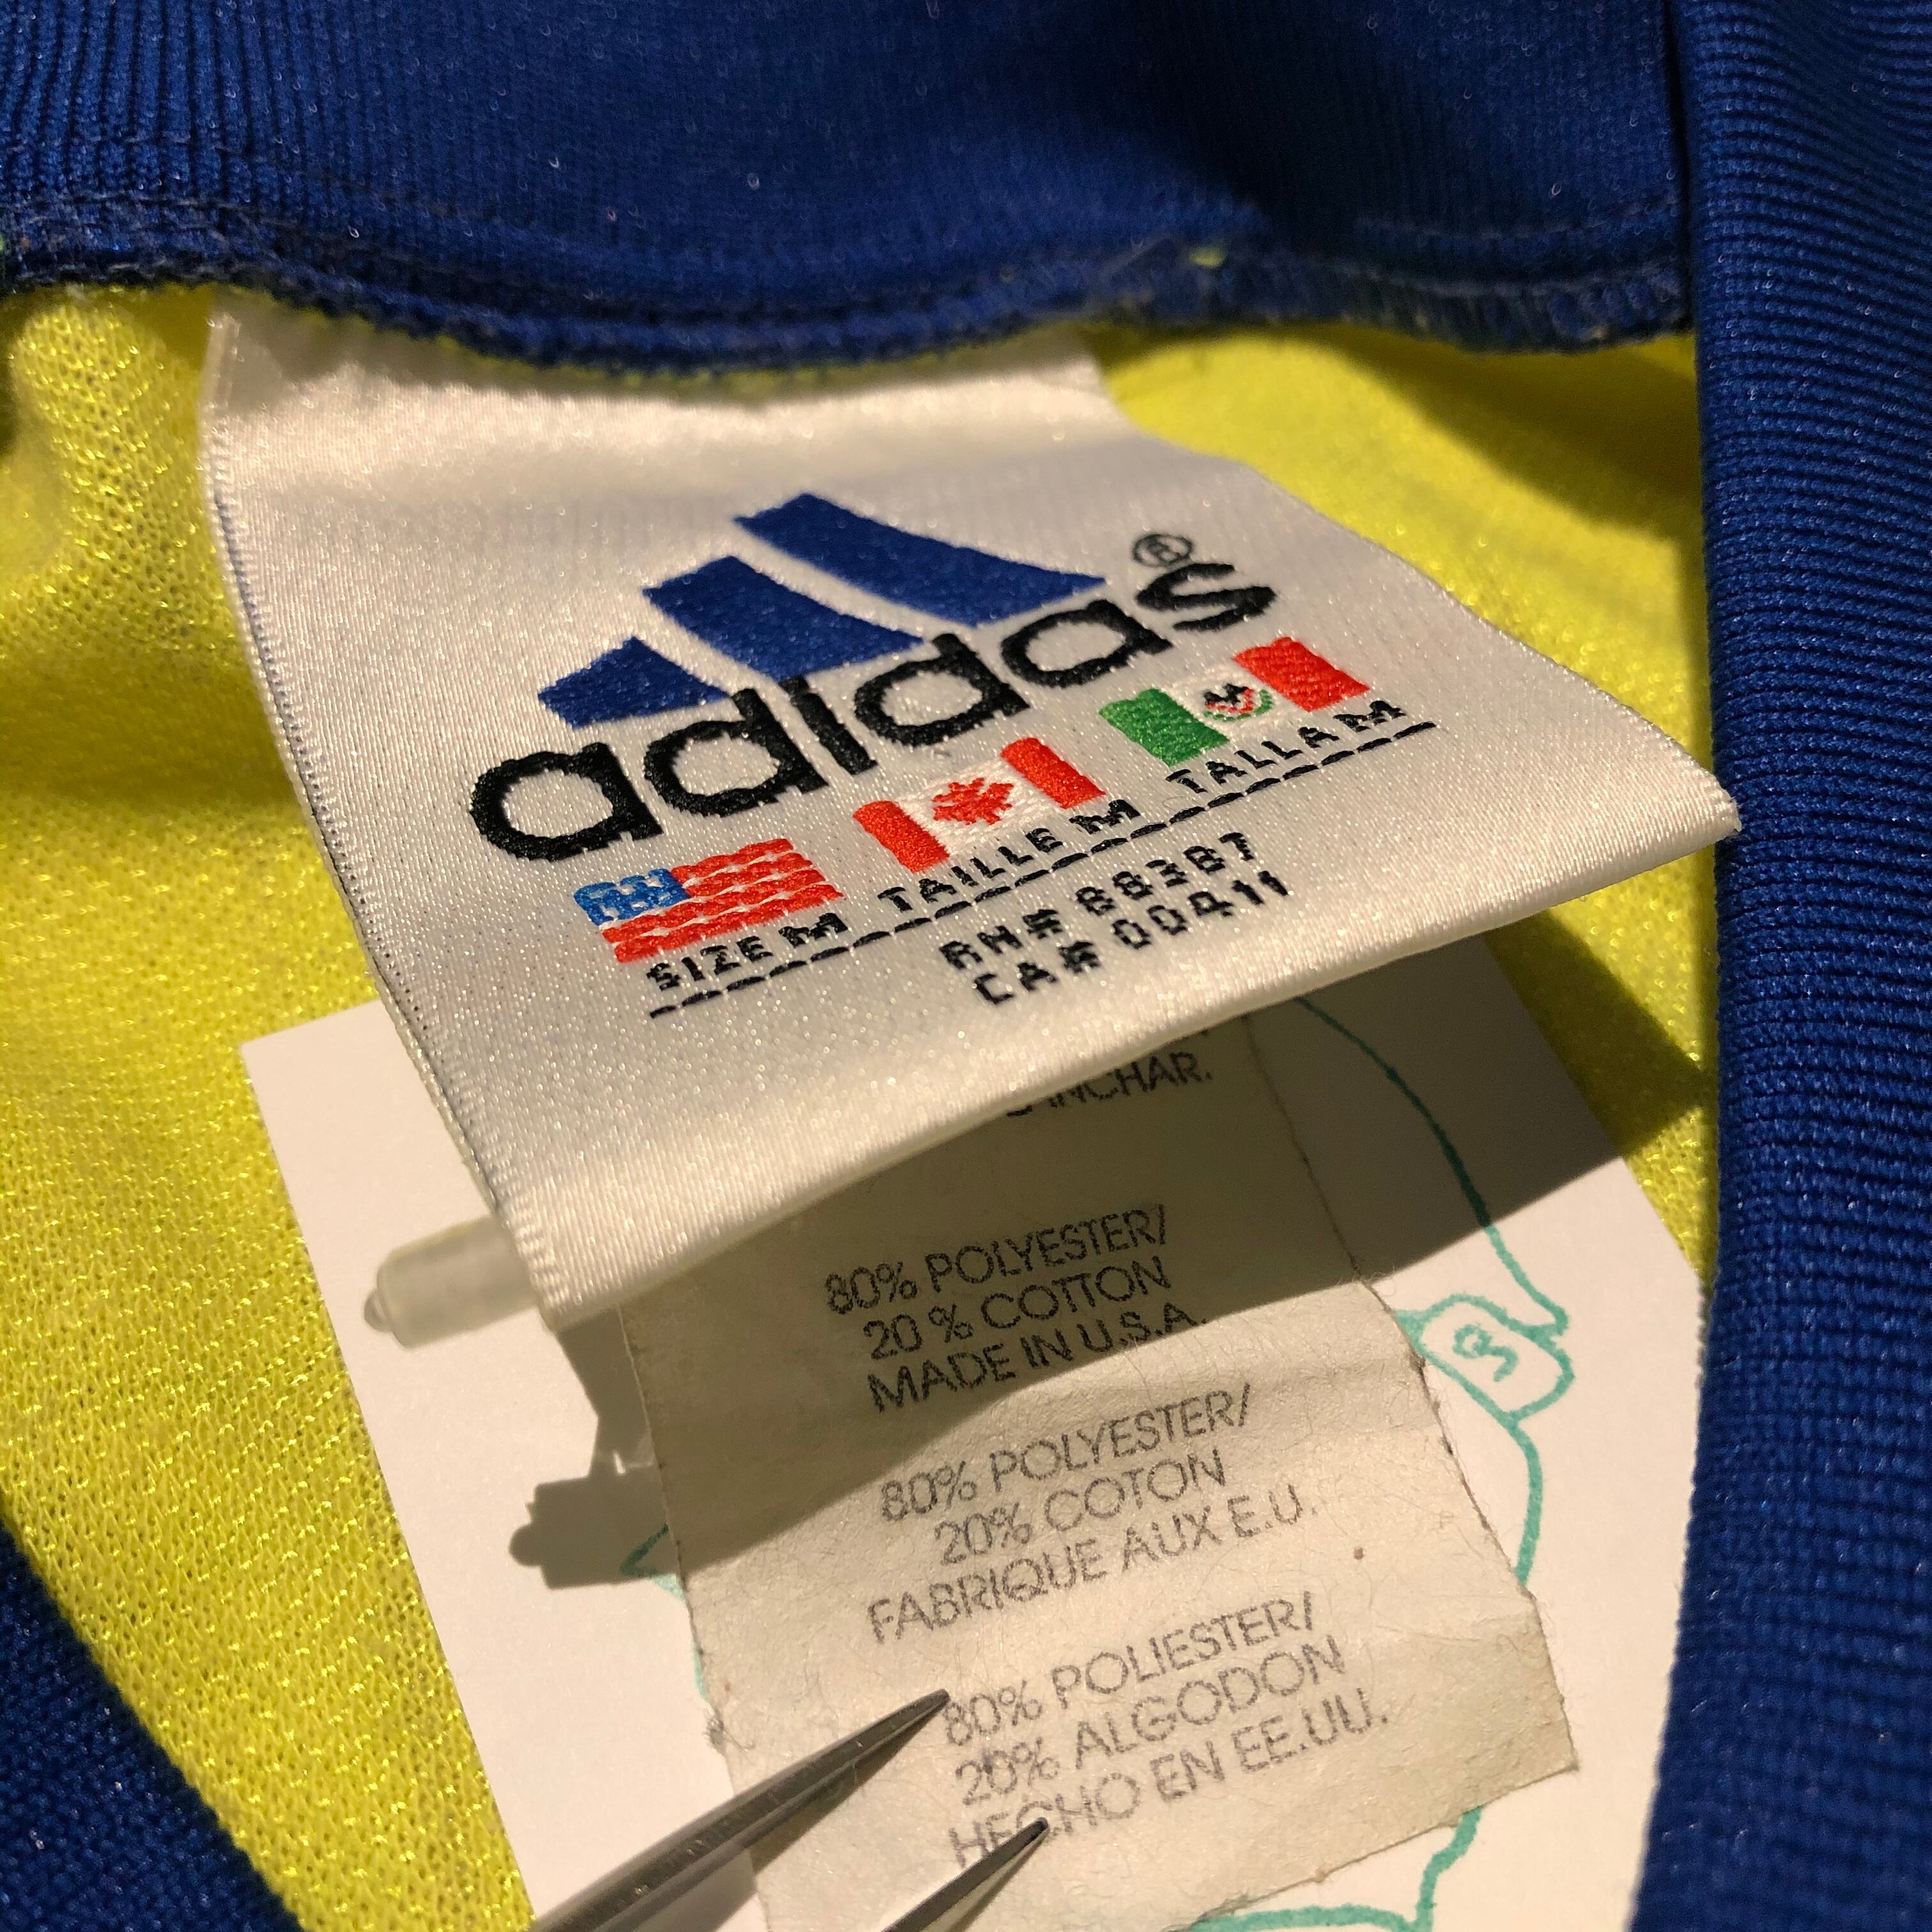 adidas®
SIZE M TAILLE M TALLA M
RN# 88387
CA# 00411
80% POLYESTER/
20% COTTON
MADE IN U.S.A.
80% POLYESTER/
20% COTON
FABRIQUE AUX E.U.
80% POLIESTER/
20% ALGODON
HECHO EN EE.UU.